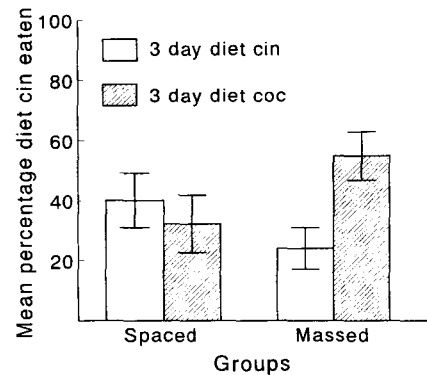 Mean percentage diet cin eaten
100
80
60
40
20
3 day diet cin
3 day diet coc
Spaced
Massed
Groups